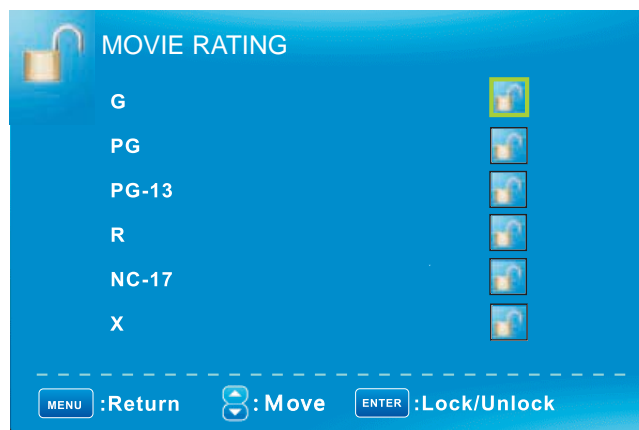 MOVIE RATING
G
PG
PG-13
R
NC-17
X
MENU :Return :Move ENTER :Lock/Unlock